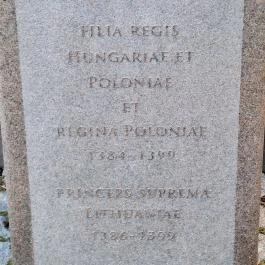 FILIA REGIS
HUNGARIAE ET
POLONIAE
ET
REGINA POLONIAE
1384-1399
PRINCEPS SUPREMA
LITHUANIAE
1386-1399